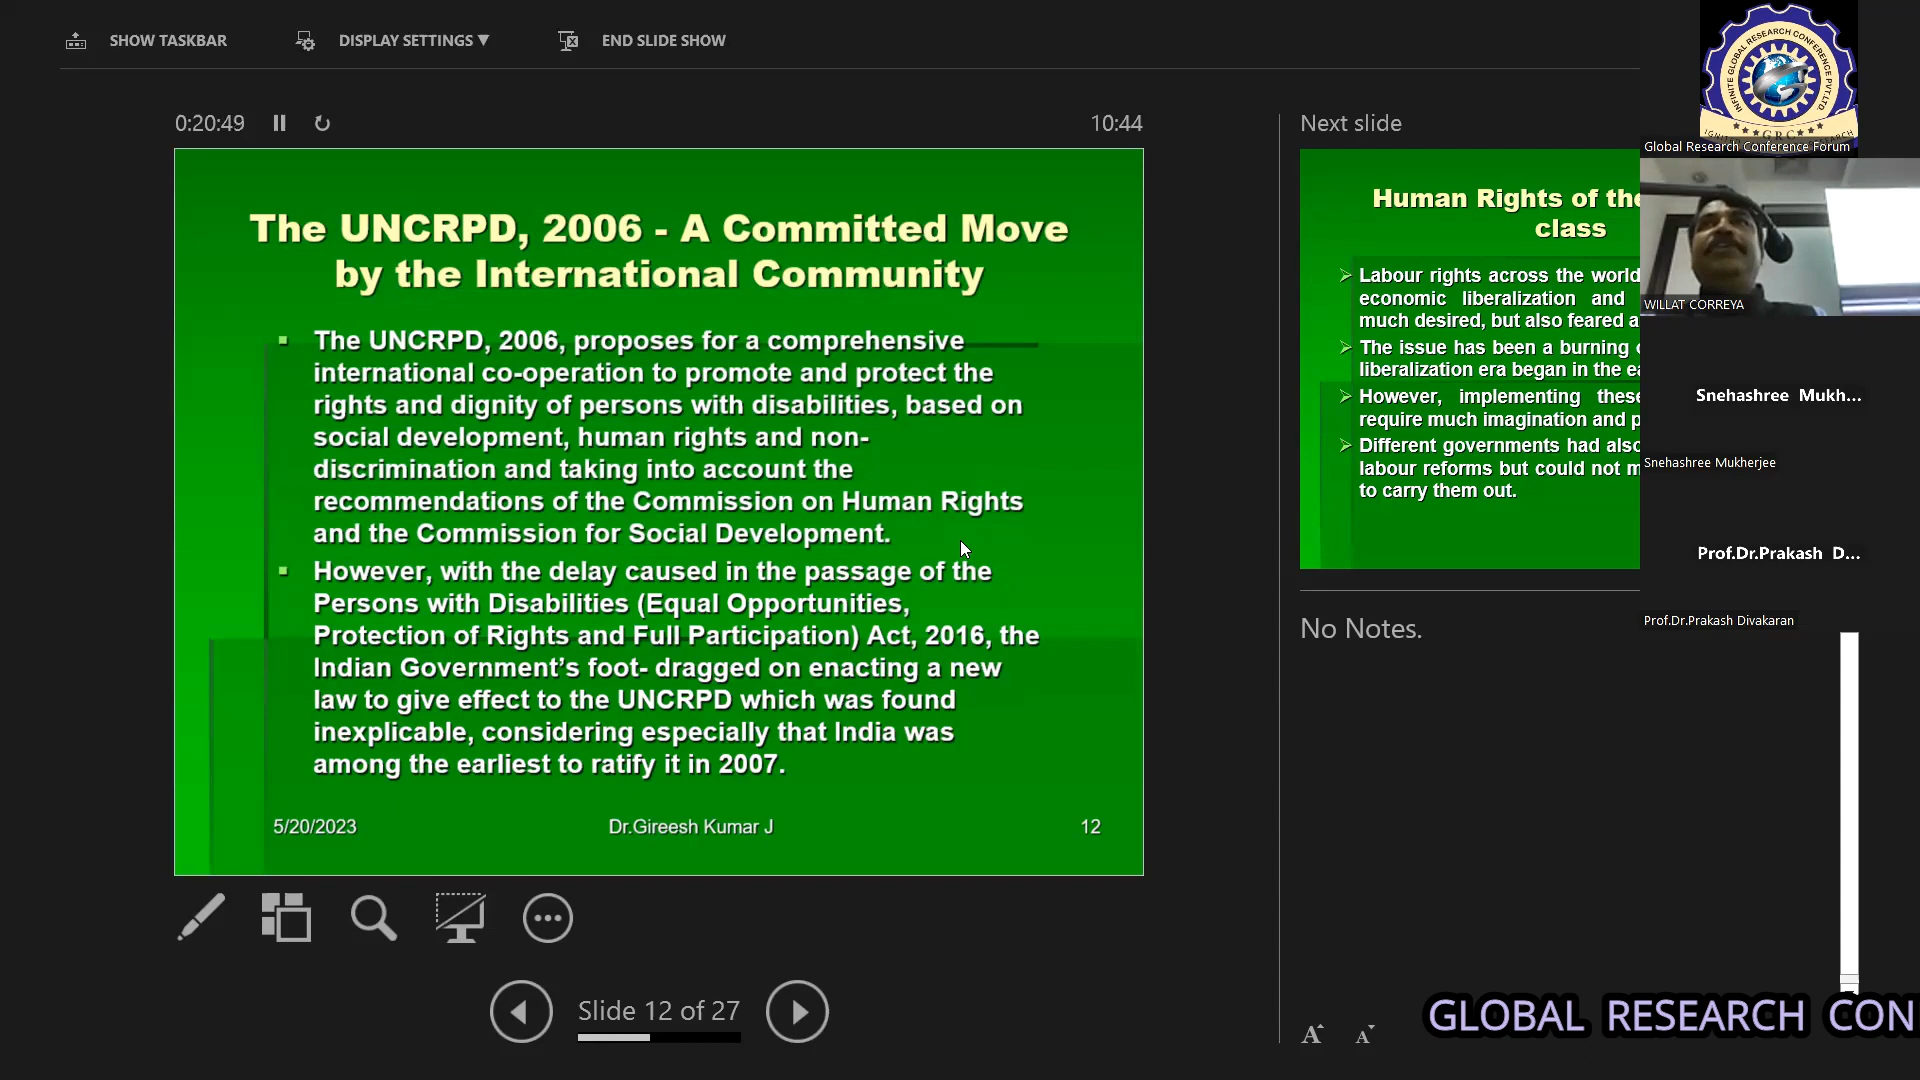 SHOW TASKBAR
DISPLAY SETTINGS ▼
END SLIDE SHOW
0:20:49
10:44
The UNCRPD, 2006 - A Committed Move
by the International Community
The UNCRPD, 2006, proposes for a comprehensive
international co-operation to promote and protect the
rights and dignity of persons with disabilities, based on
social development, human rights and non-
discrimination and taking into account the
recommendations of the Commission on Human Rights
and the Commission for Social Development.
However, with the delay caused in the passage of the
Persons with Disabilities (Equal Opportunities,
Protection of Rights and Full Participation) Act, 2016, the
Indian Government's foot- dragged on enacting a new
law to give effect to the UNCRPD which was found
inexplicable, considering especially that India was
among the earliest to ratify it in 2007.
5/20/2023
Dr.Gireesh Kumar J
12
Slide 12 of 27
Next slide
Human Rights of the
class
Labour rights across the world
economic liberalization and
much desired, but also feared a
The issue has been a burning
liberalization era began in the ea
However, implementing these
require much imagination and p
Different governments had also
labour reforms but could not m
to carry them out.
No Notes.
A A
INFINITE GLOBAL RESEARCH CONFERENCE PVT.LTD.
GRC
Global Research Conference Forum
WILLAT CORREYA
Snehashree Mukh...
Snehashree Mukherjee
Prof.Dr.Prakash D...
Prof.Dr.Prakash Divakaran
GLOBAL RESEARCH CON